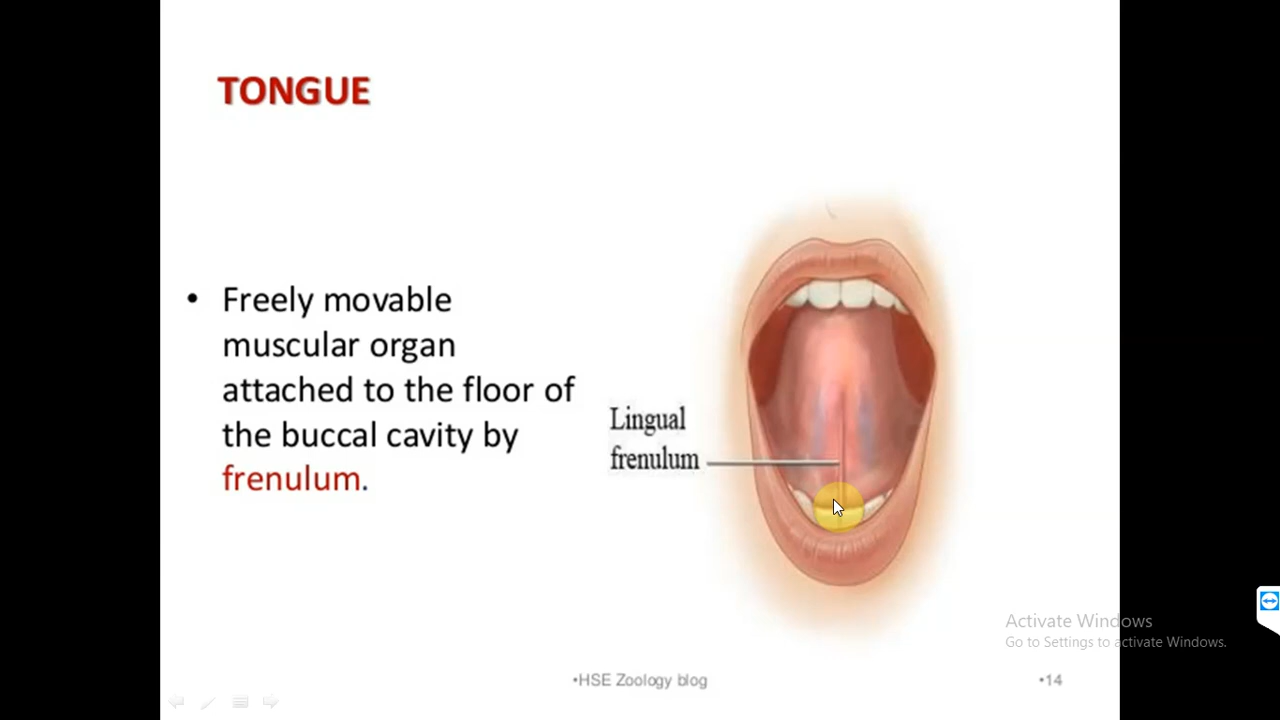 TONGUE
• Freely movable
muscular organ
attached to the floor of
the buccal cavity by
frenulum.
Lingual
frenulum
Activate Windows
Go to Settings to activate Windows.
•HSE Zoology blog
•14